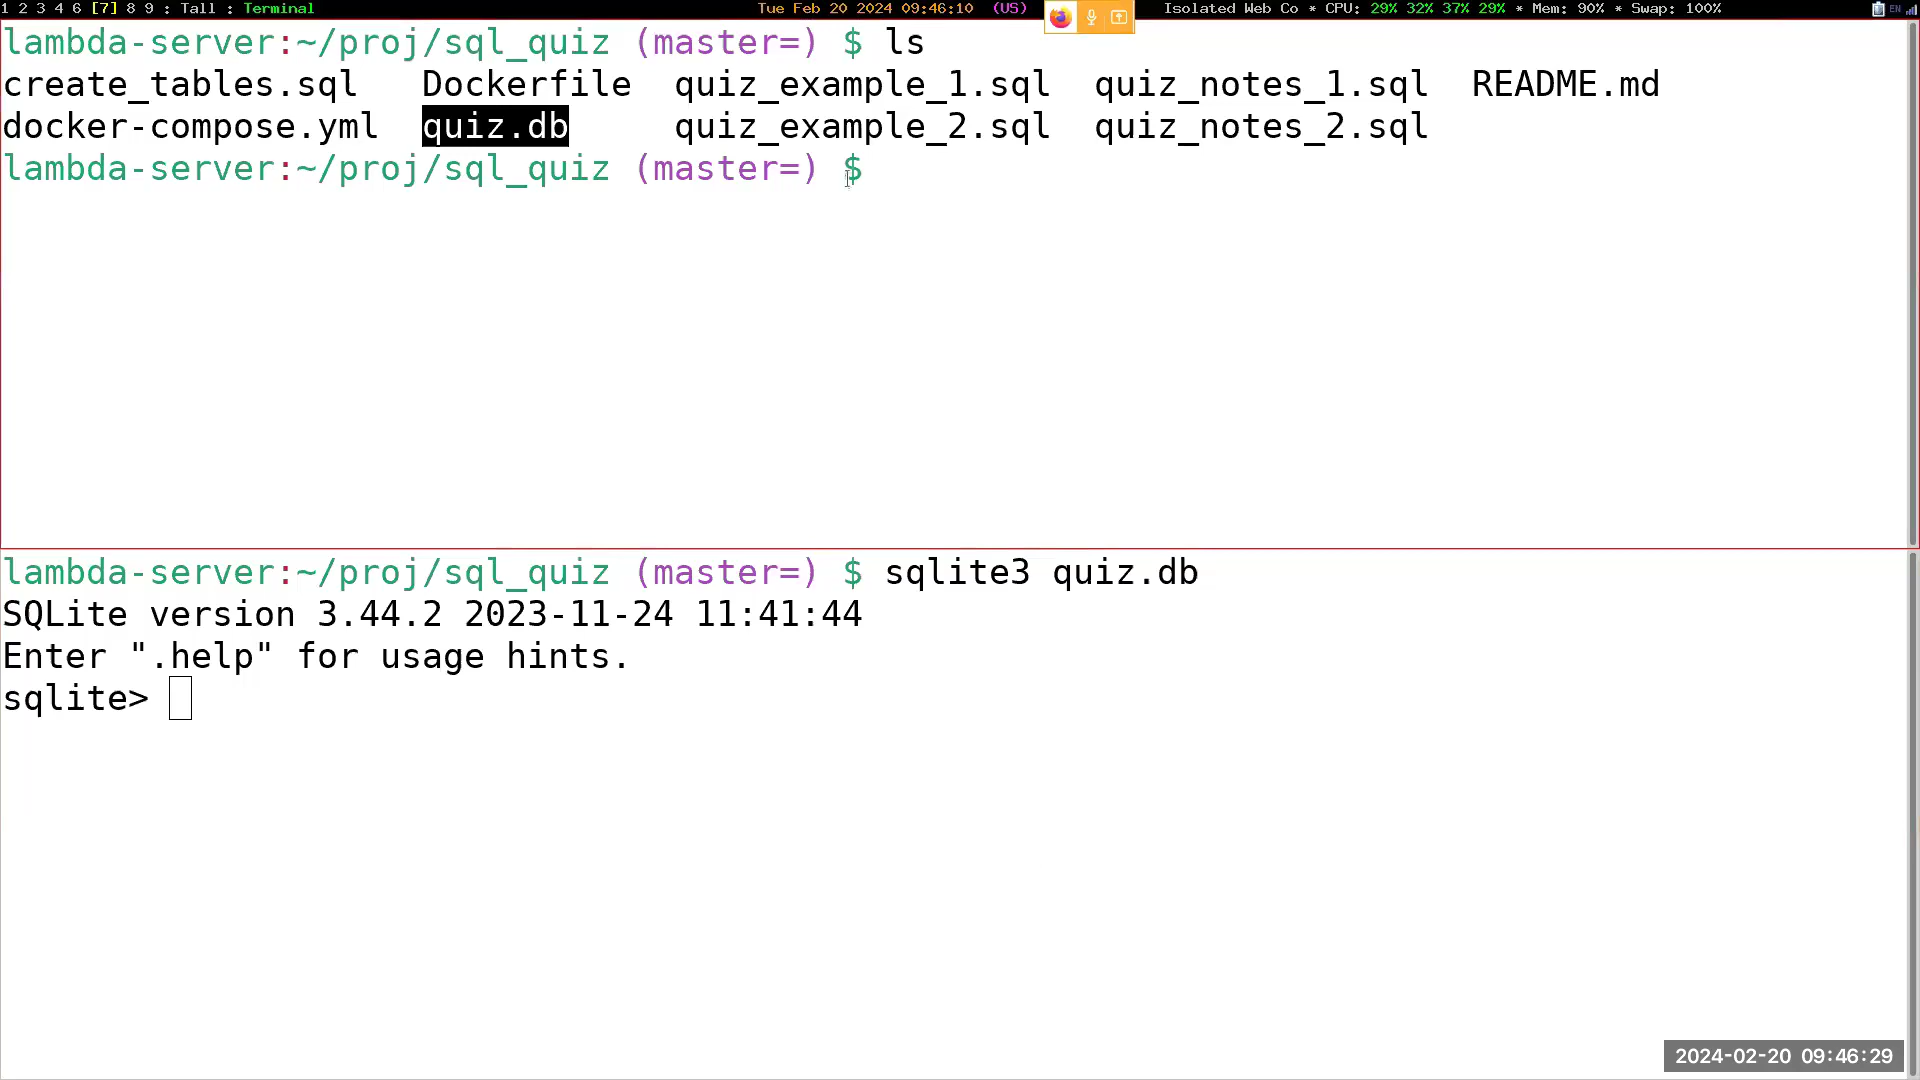 1 2 3 4 6 [7] 8 9 : Tall : Terminal Tue Feb 20 2024 09:46:10 (US) Isolated Web Co * CPU: 29% 32% 37% 29% * Mem: 90% * Swap: 100% EN
lambda-server:~/proj/sql_quiz (master=) $ ls
create_tables.sql Dockerfile quiz_example_1.sql quiz_notes_1.sql README.md
docker-compose.yml quiz.db quiz_example_2.sql quiz_notes_2.sql
lambda-server:~/proj/sql_quiz (master=) $
lambda-server:~/proj/sql_quiz (master=) $ sqlite3 quiz.db
SQLite version 3.44.2 2023-11-24 11:41:44
Enter ".help" for usage hints.
sqlite>
2024-02-20 09:46:29